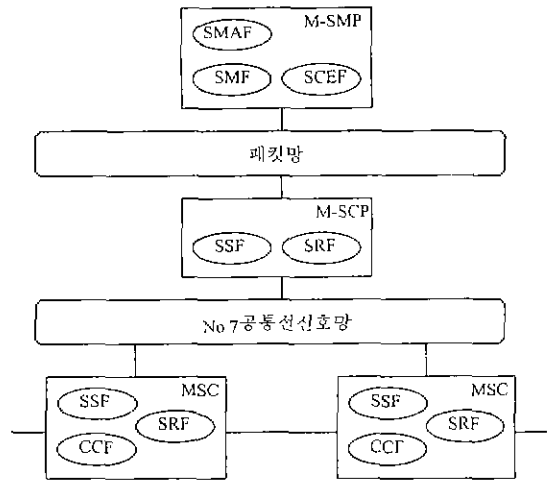 M-SMP
SMAF
SMF
SCEF
패킷망
M-SCP
SSF
SRF
No 7공통선신호망
MSC
SSF
SRF
CCF
MSC
SSF
SRF
CCF